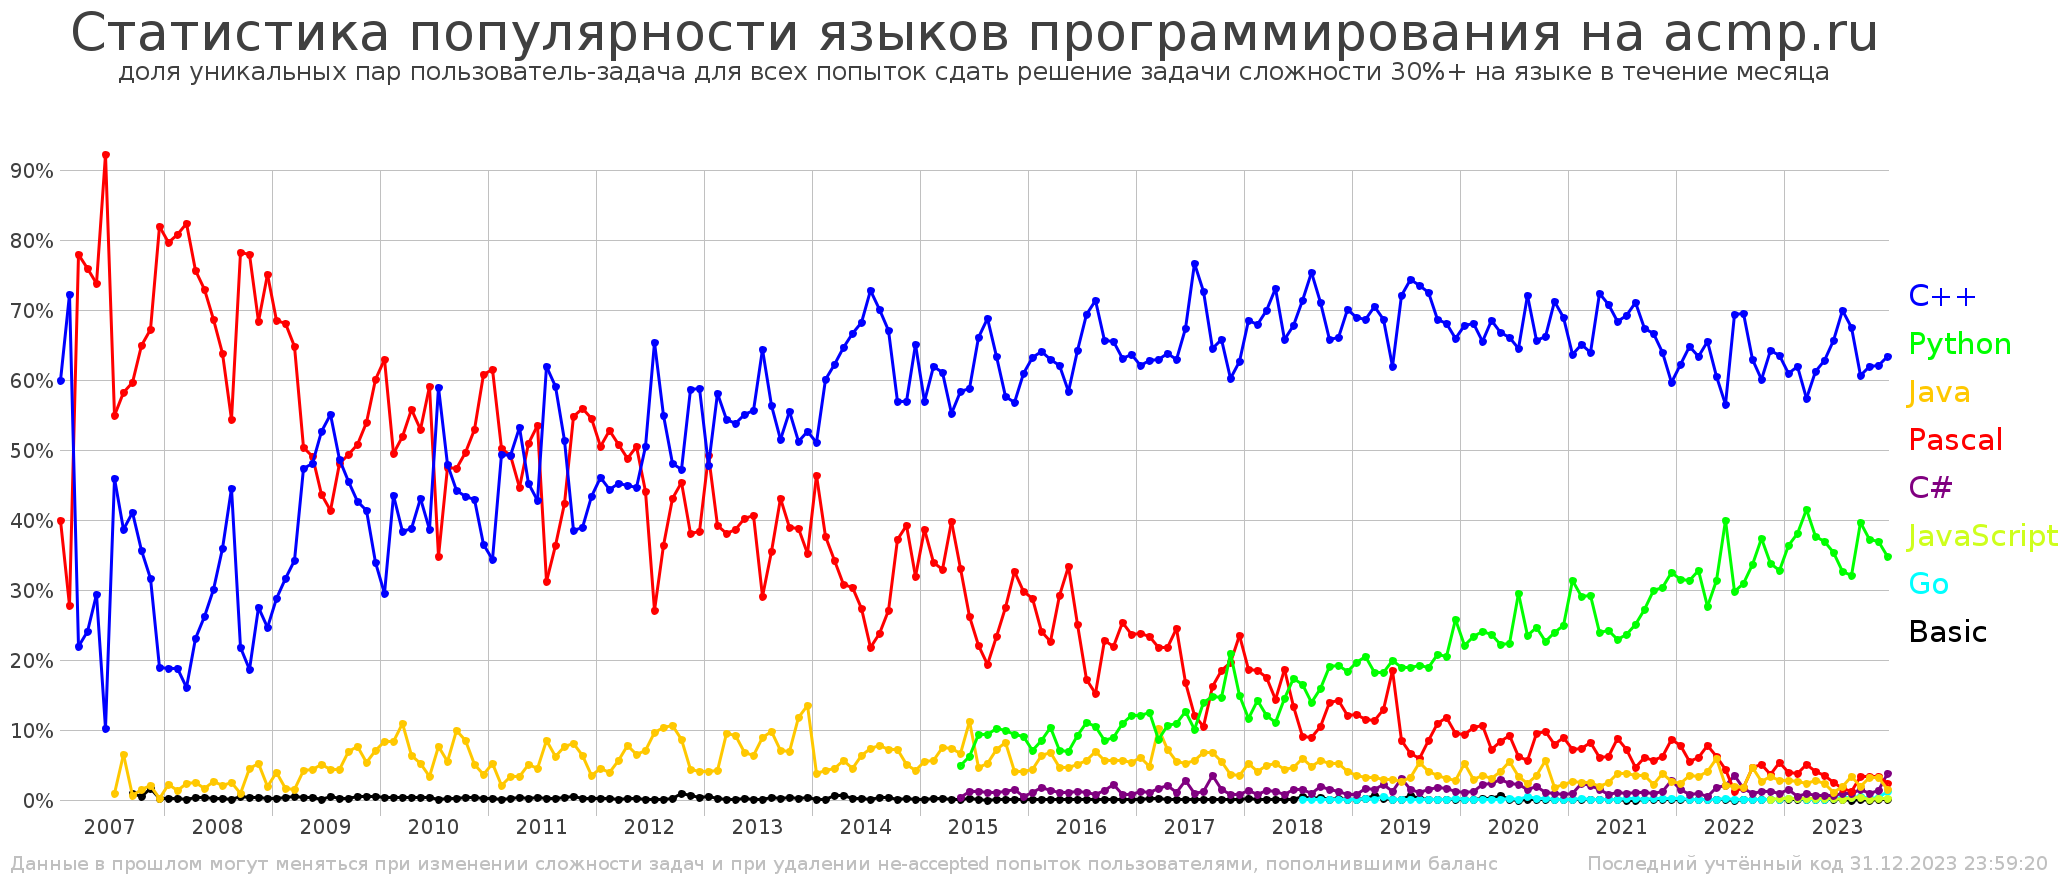 Статистика популярности языков программирования на acmp.ru
доля уникальных пар пользователь-задача для всех попыток сдать решение задачи сложности 30%+ на языке в течение месяца
90%
80%
70%
60%
50%
40%
30%
20%
10%
0%
C++
Python
Java
Pascal
C#
JavaScript
Go
Basic
2007 2008 2009 2010 2011 2012 2013 2014 2015 2016 2017 2018 2019 2020 2021 2022 2023
Данные в прошлом могут меняться при изменении сложности задач и при удалении не-accepted попыток пользователями, пополнившими баланс
Последний учтённый код 31.12.2023 23:59:20